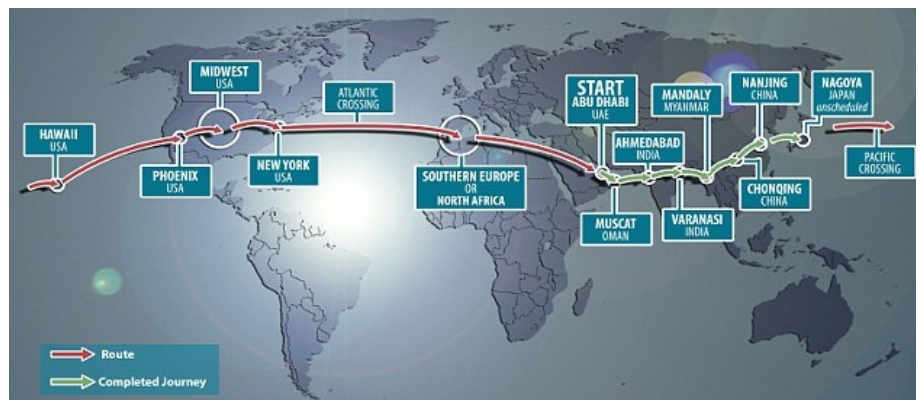 MIDWEST
USA
ATLANTIC
CROSSING
START
ABU DHABI
UAE
MANDALY
MYANMAR
NANJING
CHINA
NAGOYA
JAPAN
unscheduled
HAWAII
USA
PHOENIX
USA
NEW YORK
USA
SOUTHERN EUROPE
OR
NORTH AFRICA
AHMEDABAD
INDIA
MUSCAT
OMAN
VARANASI
INDIA
CHONQING
CHINA
PACIFIC
CROSSING
Route
Completed Journey